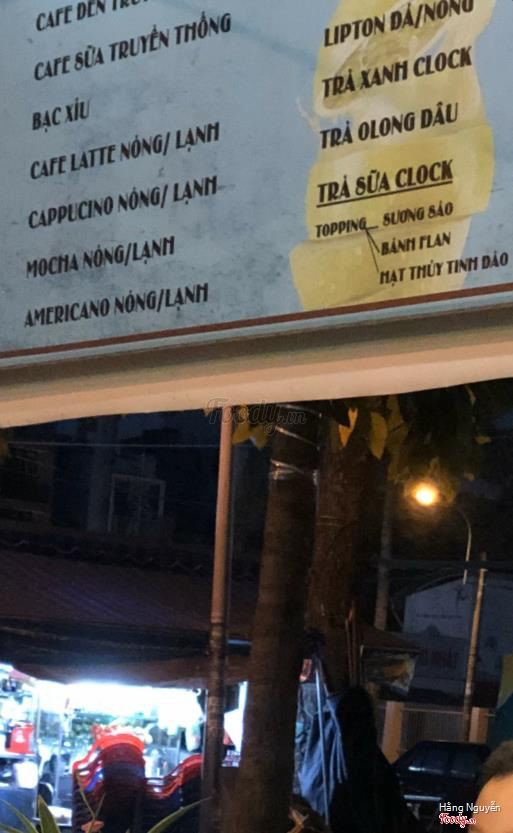 CAFE ĐEN
CAFE SỮA TRUYỀN THỐNG
BẠC XỈU
CAFE LATTE NÓNG/ LẠNH
CAPPUCINO NÓNG/ LẠNH
MOCHA NÓNG/LẠNH
AMERICANO NÓNG/LẠNH
LIPTON ĐÁ/NÓNG
TRÀ XANH CLOCK
TRÀ OLONG DÂU
TRÀ SỮA CLOCK
TOPPING SƯƠNG SÁO
BÁNH FLAN
HẠT THỦY TINH DẺO
Foody.vn
Hằng Nguyễn
Foody.vn